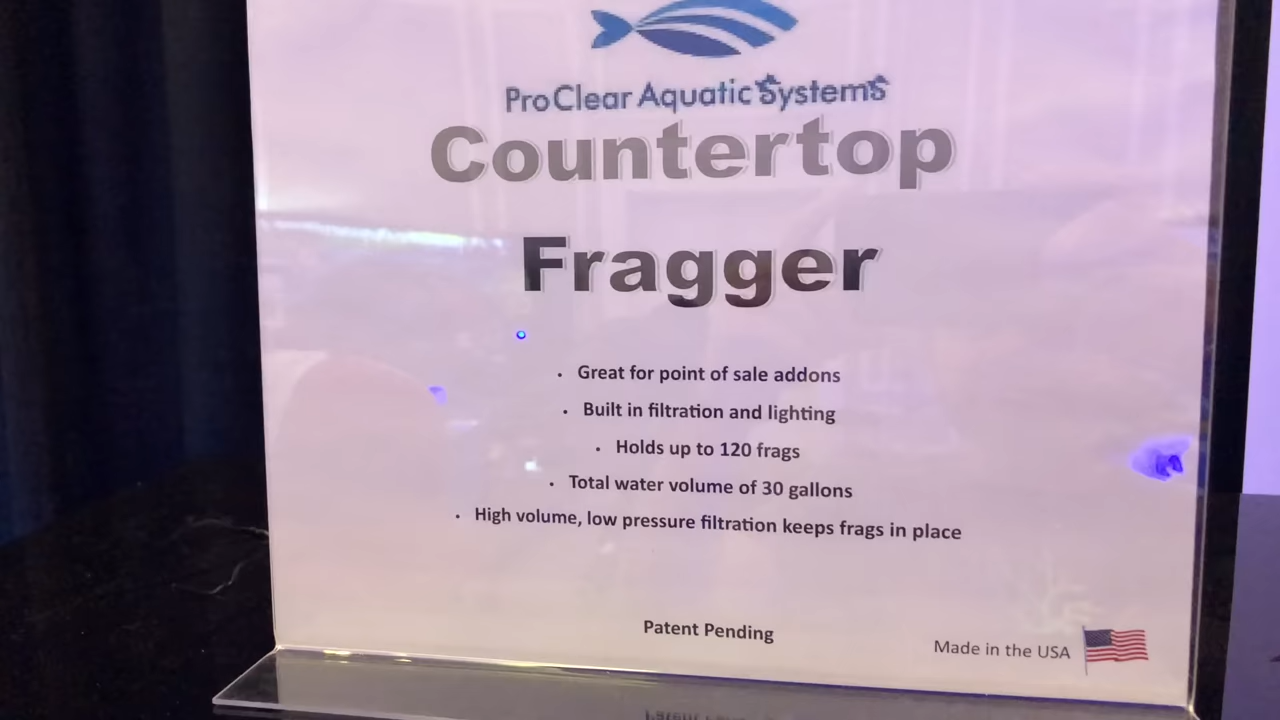 ProClear Aquatic Systems
Countertop
Fragger
• Great for point of sale addons
• Built in filtration and lighting
• Holds up to 120 frags
• Total water volume of 30 gallons
• High volume, low pressure filtration keeps frags in place
Patent Pending
Made in the USA